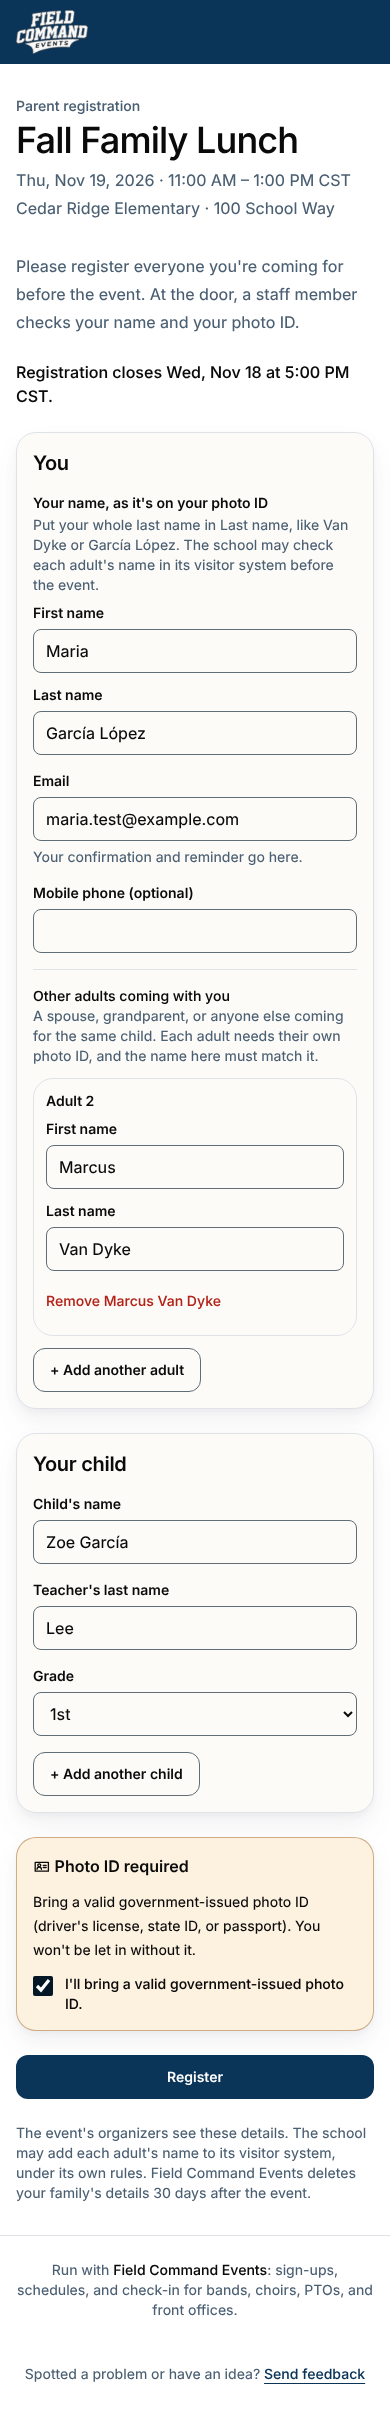 FIELD
COMMAND
EVENTS
Parent registration
Fall Family Lunch
Thu, Nov 19, 2026 · 11:00 AM – 1:00 PM CST
Cedar Ridge Elementary · 100 School Way
Please register everyone you're coming for
before the event. At the door, a staff member
checks your name and your photo ID.
Registration closes Wed, Nov 18 at 5:00 PM
CST.
You
Your name, as it's on your photo ID
Put your whole last name in Last name, like Van
Dyke or García López. The school may check
each adult's name in its visitor system before
the event.
First name
Maria
Last name
García López
Email
maria.test@example.com
Your confirmation and reminder go here.
Mobile phone (optional)
Other adults coming with you
A spouse, grandparent, or anyone else coming
for the same child. Each adult needs their own
photo ID, and the name here must match it.
Adult 2
First name
Marcus
Last name
Van Dyke
Remove Marcus Van Dyke
+ Add another adult
Your child
Child's name
Zoe García
Teacher's last name
Lee
Grade
1st
+ Add another child
Photo ID required
Bring a valid government-issued photo ID
(driver's license, state ID, or passport). You
won't be let in without it.
I'll bring a valid government-issued photo
ID.
Register
The event's organizers see these details. The school
may add each adult's name to its visitor system,
under its own rules. Field Command Events deletes
your family's details 30 days after the event.
Run with Field Command Events: sign-ups,
schedules, and check-in for bands, choirs, PTOs, and
front offices.
Spotted a problem or have an idea? Send feedback